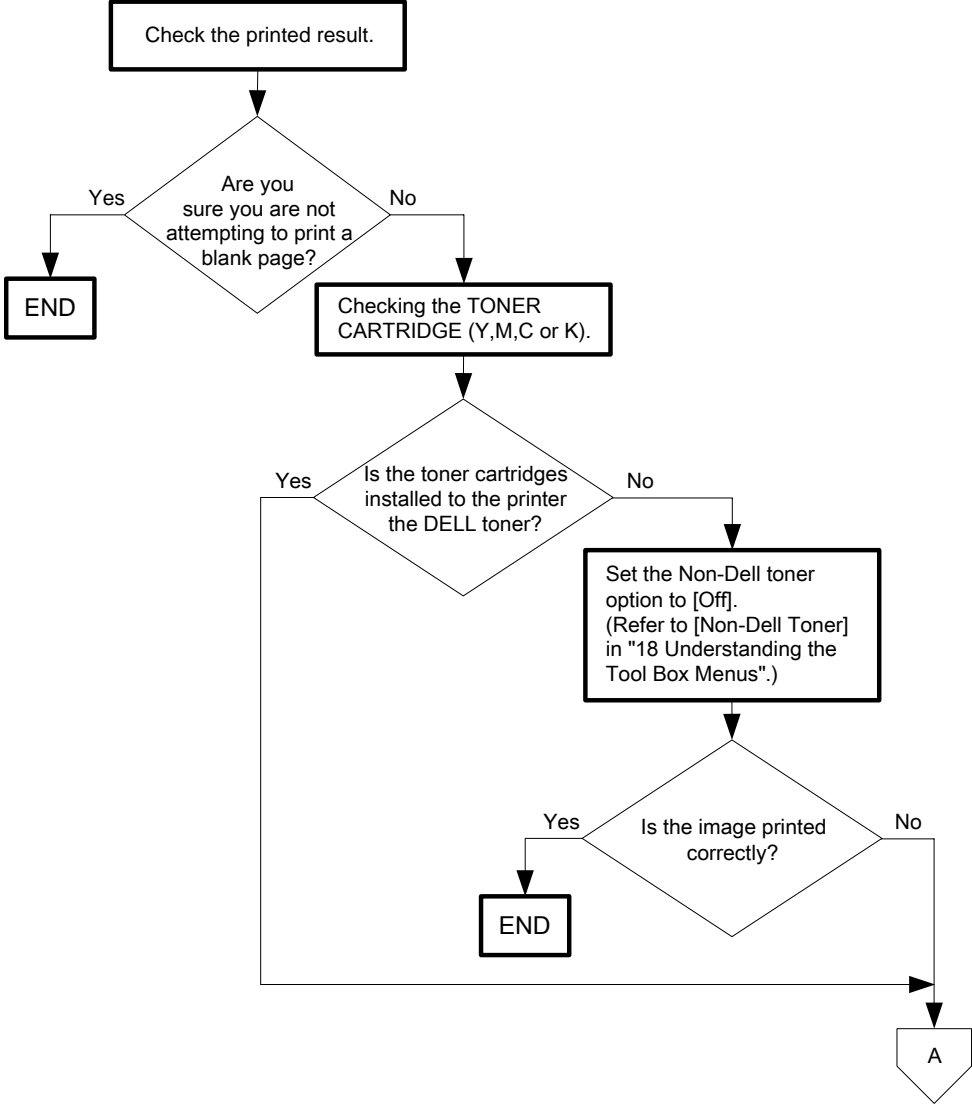 Check the printed result.
Are you
sure you are not
attempting to print a
blank page?
Yes
No
END
Checking the TONER
CARTRIDGE (Y,M,C or K).
Is the toner cartridges
installed to the printer
the DELL toner?
Yes
No
Set the Non-Dell toner
option to [Off].
(Refer to [Non-Dell Toner]
in "18 Understanding the
Tool Box Menus".)
Is the image printed
correctly?
Yes
No
END
A